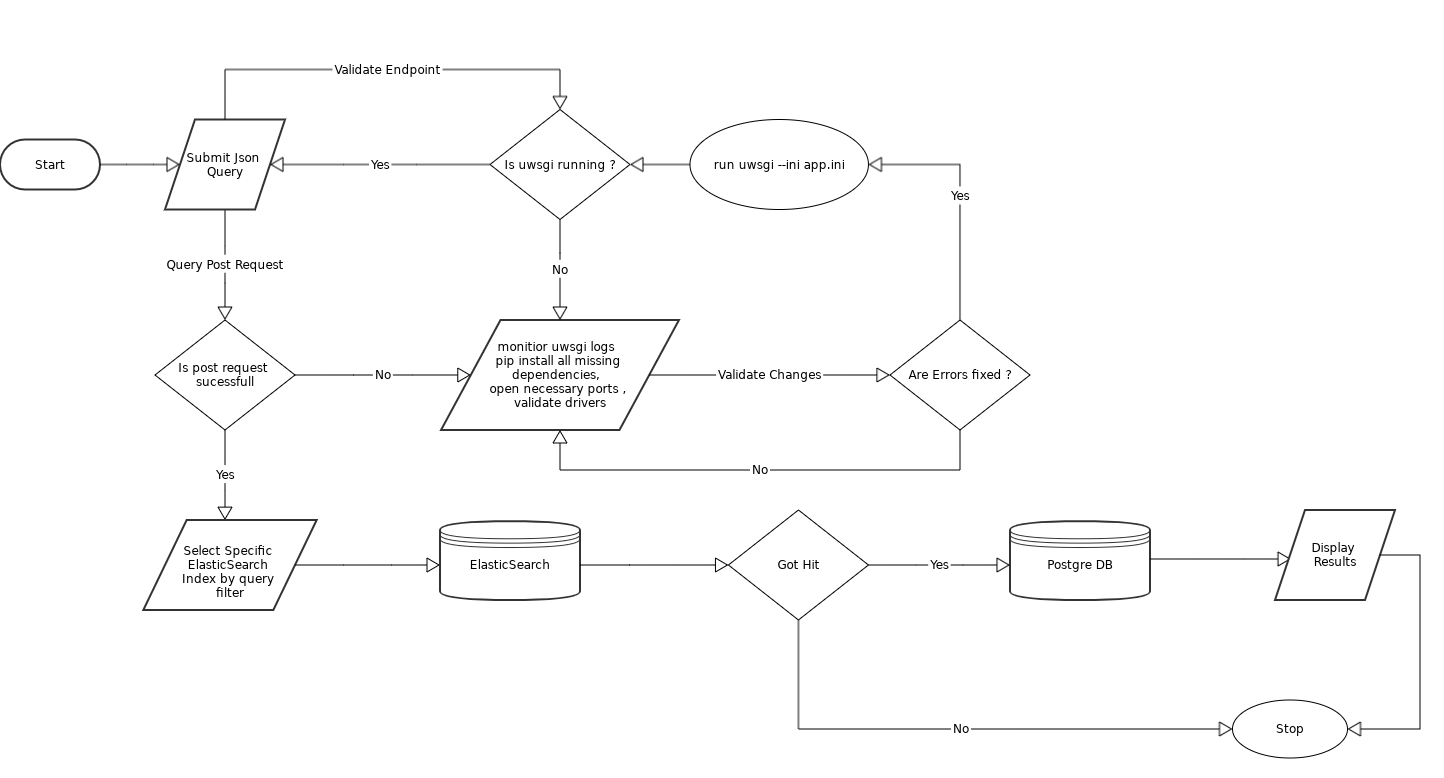 Validate Endpoint
Start
Submit Json
Query
Yes
Is uwsgi running ?
run uwsgi --ini app.ini
Yes
Query Post Request
No
Is post request
sucessfull
No
monitior uwsgi logs
pip install all missing
dependencies,
open necessary ports ,
validate drivers
Validate Changes
Are Errors fixed ?
Yes
No
Select Specific
ElasticSearch
Index by query
filter
ElasticSearch
Got Hit
Yes
Postgre DB
Display
Results
No
Stop